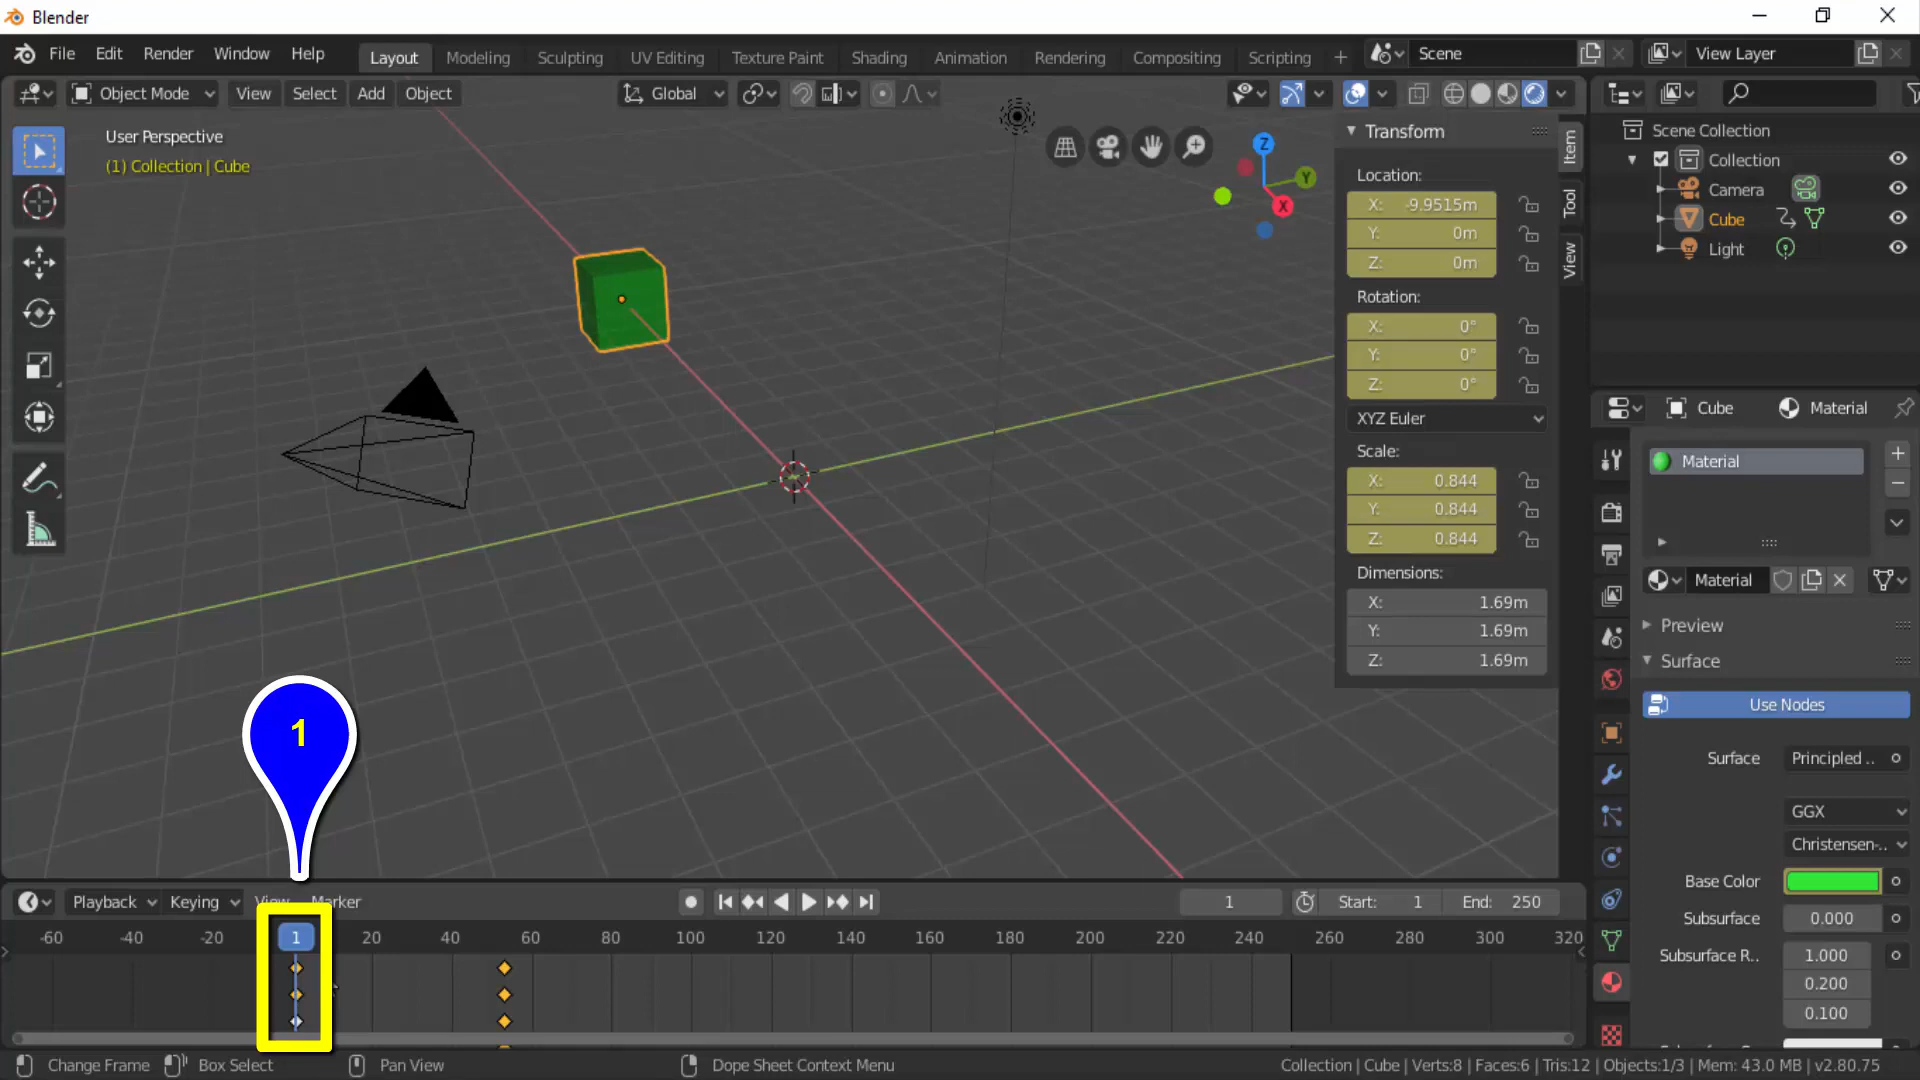 Blender
File Edit Render Window Help Layout Modeling Sculpting UV Editing Texture Paint Shading Animation Rendering Compositing Scripting + Scene View Layer
Object Mode View Select Add Object Global
User Perspective
(1) Collection | Cube
Z
Y
X
Transform
Location:
X: -9.9515m
Y: 0m
Z: 0m
Rotation:
X: 0°
Y: 0°
Z: 0°
XYZ Euler
Scale:
X: 0.844
Y: 0.844
Z: 0.844
Dimensions:
X: 1.69m
Y: 1.69m
Z: 1.69m
Item
Tool
View
Scene Collection
Collection
Camera
Cube
Light
Cube Material
Material
Material
Preview
Surface
Use Nodes
Surface Principled ..
GGX
Christensen-..
Base Color
Subsurface 0.000
Subsurface R.. 1.000
0.200
0.100
1
Playback Keying View Marker 1 Start: 1 End: 250
-60 -40 -20 1 20 40 60 80 100 120 140 160 180 200 220 240 260 280 300 320
Change Frame Box Select Pan View Dope Sheet Context Menu Collection | Cube | Verts:8 | Faces:6 | Tris:12 | Objects:1/3 | Mem: 43.0 MB | v2.80.75